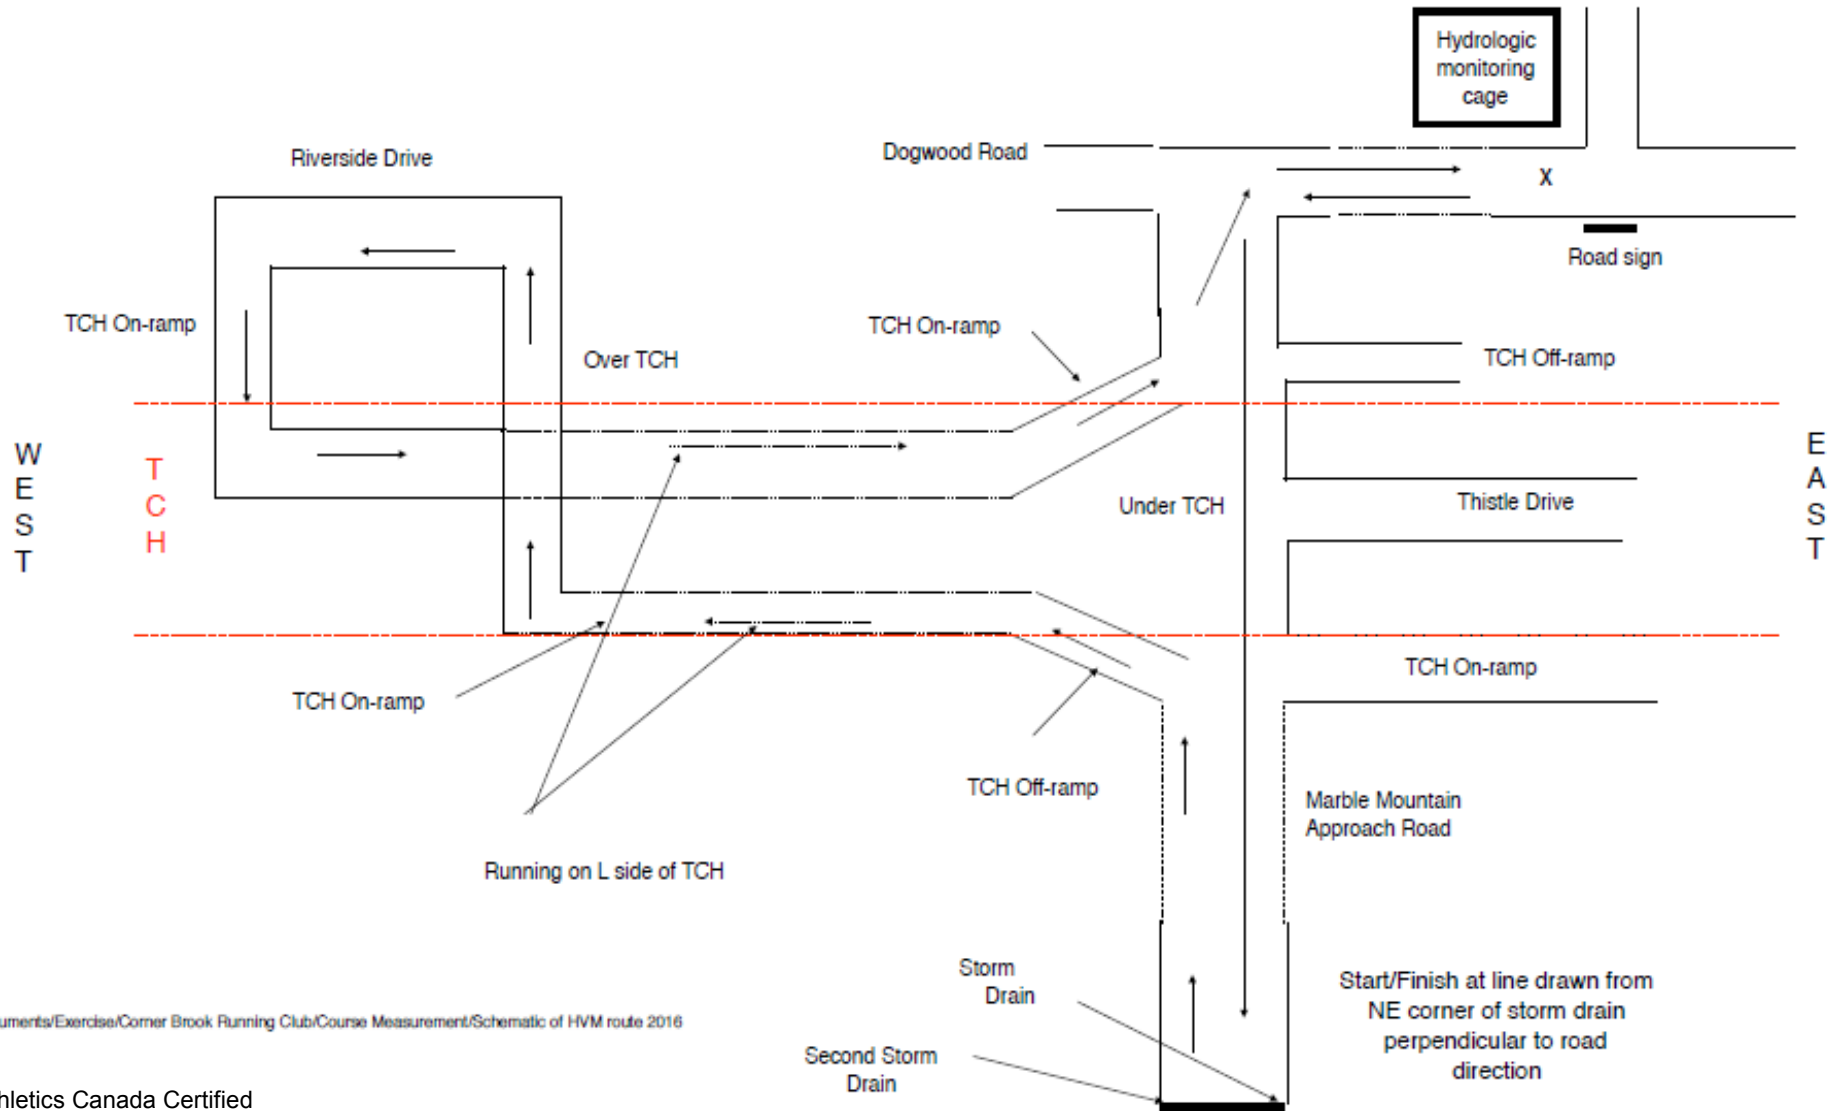 Hydrologic
monitoring
cage
Riverside Drive
Dogwood Road
X
Road sign
TCH On-ramp
TCH On-ramp
Over TCH
TCH Off-ramp
WEST
TCH
EAST
Under TCH
Thistle Drive
TCH On-ramp
TCH On-ramp
TCH Off-ramp
Marble Mountain
Approach Road
Running on L side of TCH
Storm
Drain
Start/Finish at line drawn from
NE corner of storm drain
perpendicular to road
direction
uments/Exercise/Corner Brook Running Club/Course Measurement/Schematic of HVM route 2016
Second Storm
Drain
hletics Canada Certified